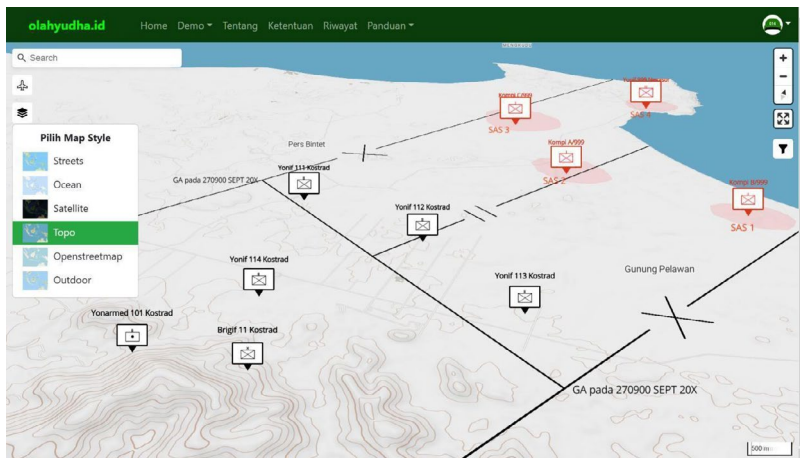 olahyudha.id
Home Demo Tentang Ketentuan Riwayat Panduan
Search
Pilih Map Style
Streets
Ocean
Satellite
Topo
Openstreetmap
Outdoor
Kompi C/999
SAS 3
SAS 4
Kompi A/999
SAS 2
Kompi B/999
SAS 1
Pers Bintet
GA pada 270900 SEPT 20X
Yonif 111 Kostrad
Yonif 112 Kostrad
Yonif 114 Kostrad
Yonif 113 Kostrad
Gunung Pelawan
Yonarmed 101 Kostrad
Brigif 11 Kostrad
GA pada 270900 SEPT 20X
500 m